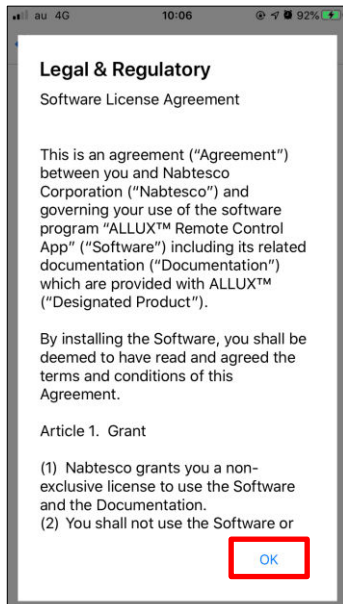 au 4G 10:06 92%
Legal & Regulatory
Software License Agreement
This is an agreement (“Agreement”)
between you and Nabtesco
Corporation (“Nabtesco”) and
governing your use of the software
program “ALLUX™ Remote Control
App” (“Software”) including its related
documentation (“Documentation”)
which are provided with ALLUX™
(“Designated Product”).
By installing the Software, you shall be
deemed to have read and agreed the
terms and conditions of this
Agreement.
Article 1.  Grant
(1)  Nabtesco grants you a non-
exclusive license to use the Software
and the Documentation.
(2)  You shall not use the Software or
OK